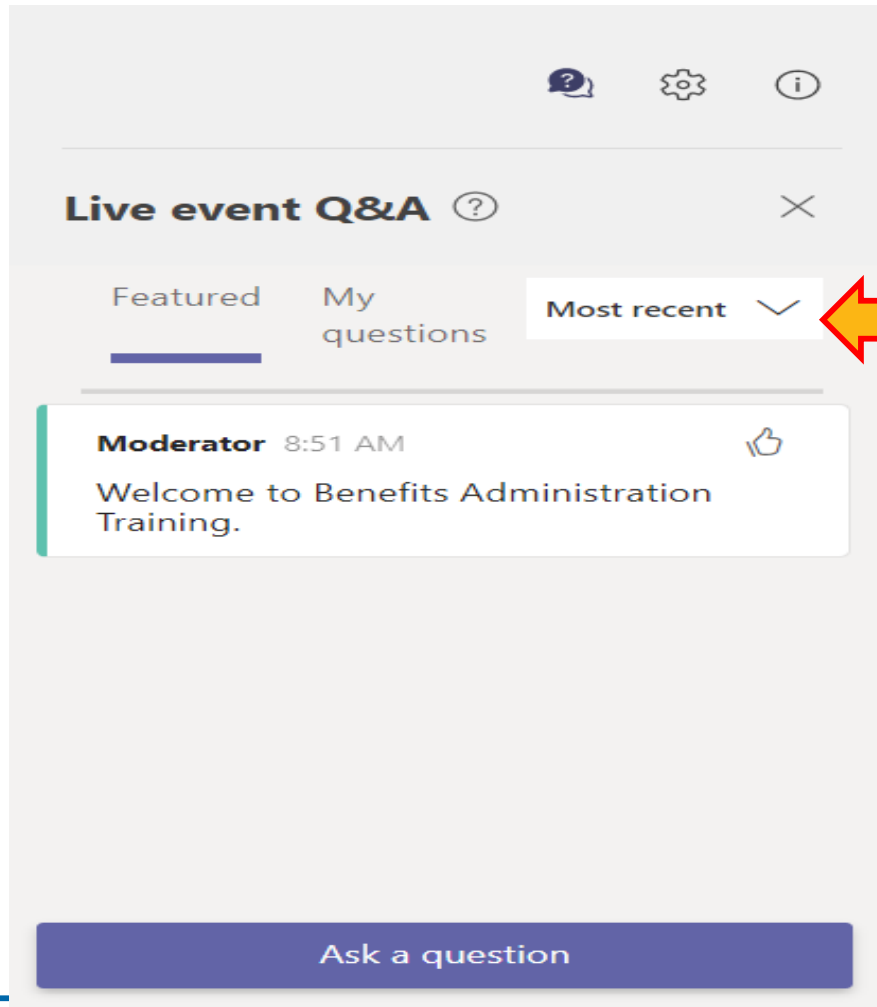 Live event Q&A
Featured
My
questions
Most recent
Moderator 8:51 AM
Welcome to Benefits Administration
Training.
Ask a question